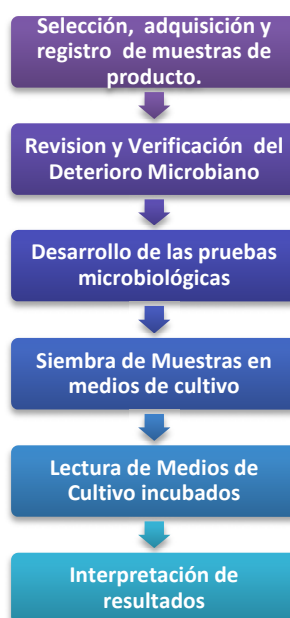 Selección, adquisición y
registro de muestras de
producto.
Revision y Verificación del
Deterioro Microbiano
Desarrollo de las pruebas
microbiológicas
Siembra de Muestras en
medios de cultivo
Lectura de Medios de
Cultivo incubados
Interpretación de
resultados